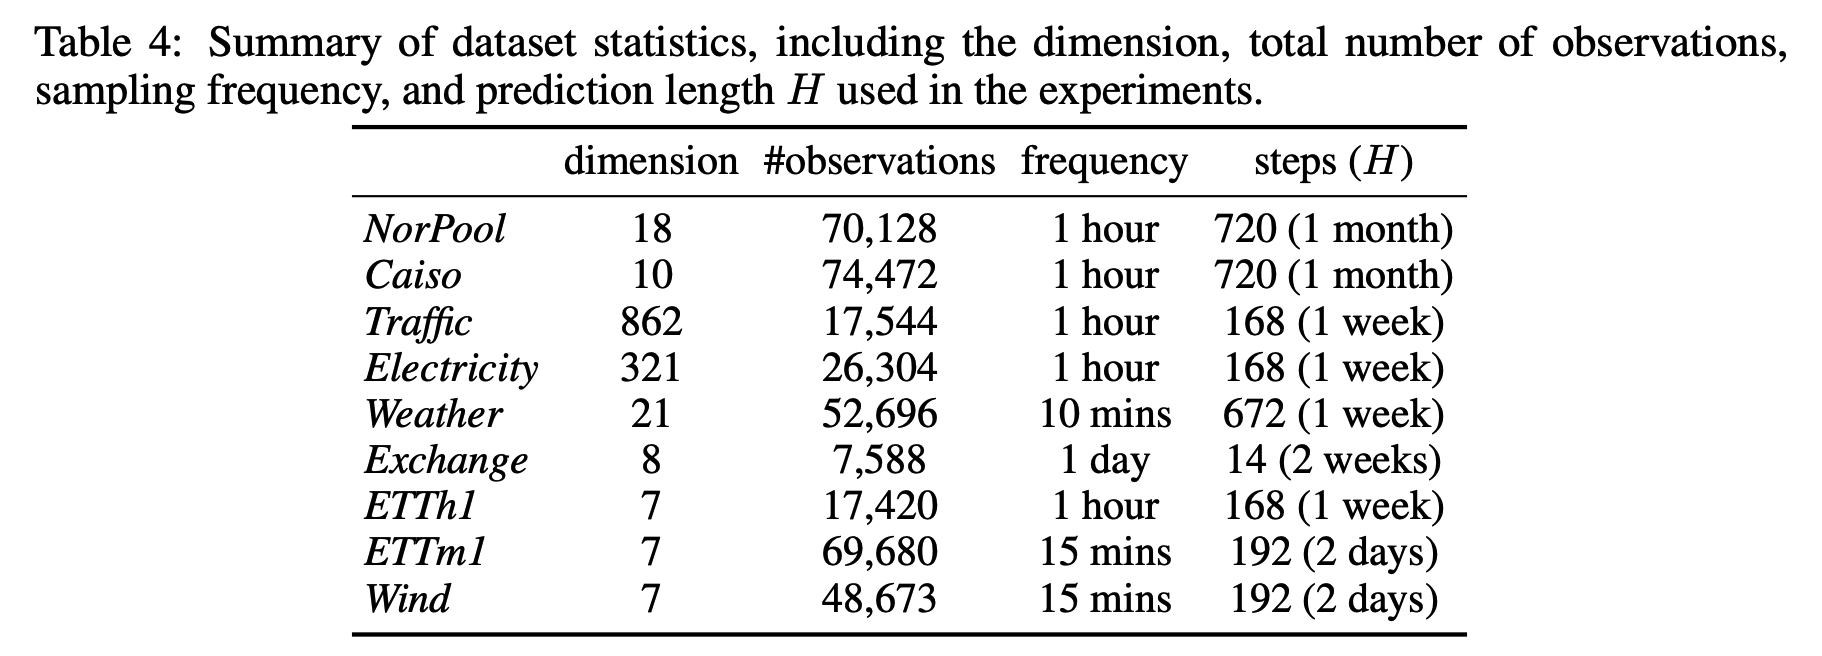 Table 4: Summary of dataset statistics, including the dimension, total number of observations,
sampling frequency, and prediction length H used in the experiments.
dimension #observations frequency steps (H)
NorPool 18 70,128 1 hour 720 (1 month)
Caiso 10 74,472 1 hour 720 (1 month)
Traffic 862 17,544 1 hour 168 (1 week)
Electricity 321 26,304 1 hour 168 (1 week)
Weather 21 52,696 10 mins 672 (1 week)
Exchange 8 7,588 1 day 14 (2 weeks)
ETTh1 7 17,420 1 hour 168 (1 week)
ETTm1 7 69,680 15 mins 192 (2 days)
Wind 7 48,673 15 mins 192 (2 days)